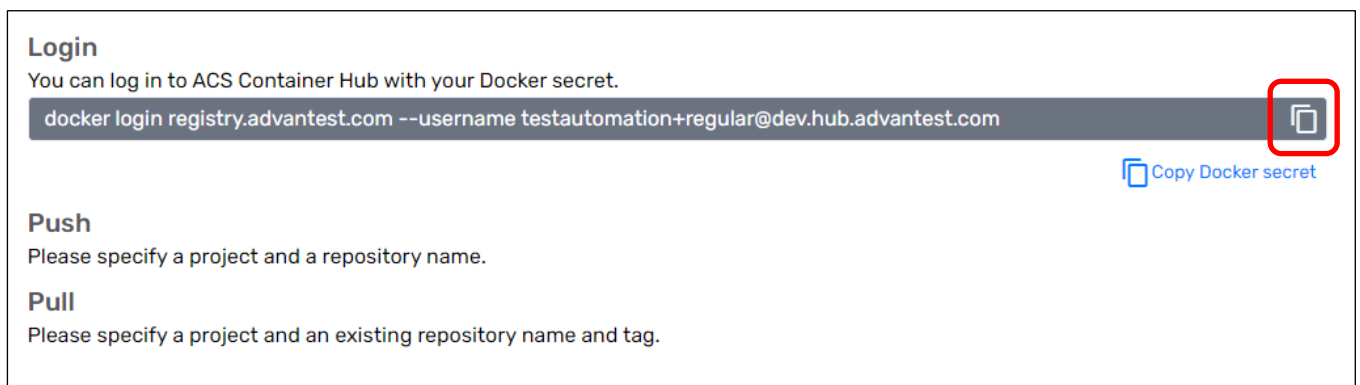 Login
You can log in to ACS Container Hub with your Docker secret.
docker login registry.advantest.com --username testautomation+regular@dev.hub.advantest.com
Copy Docker secret
Push
Please specify a project and a repository name.
Pull
Please specify a project and an existing repository name and tag.